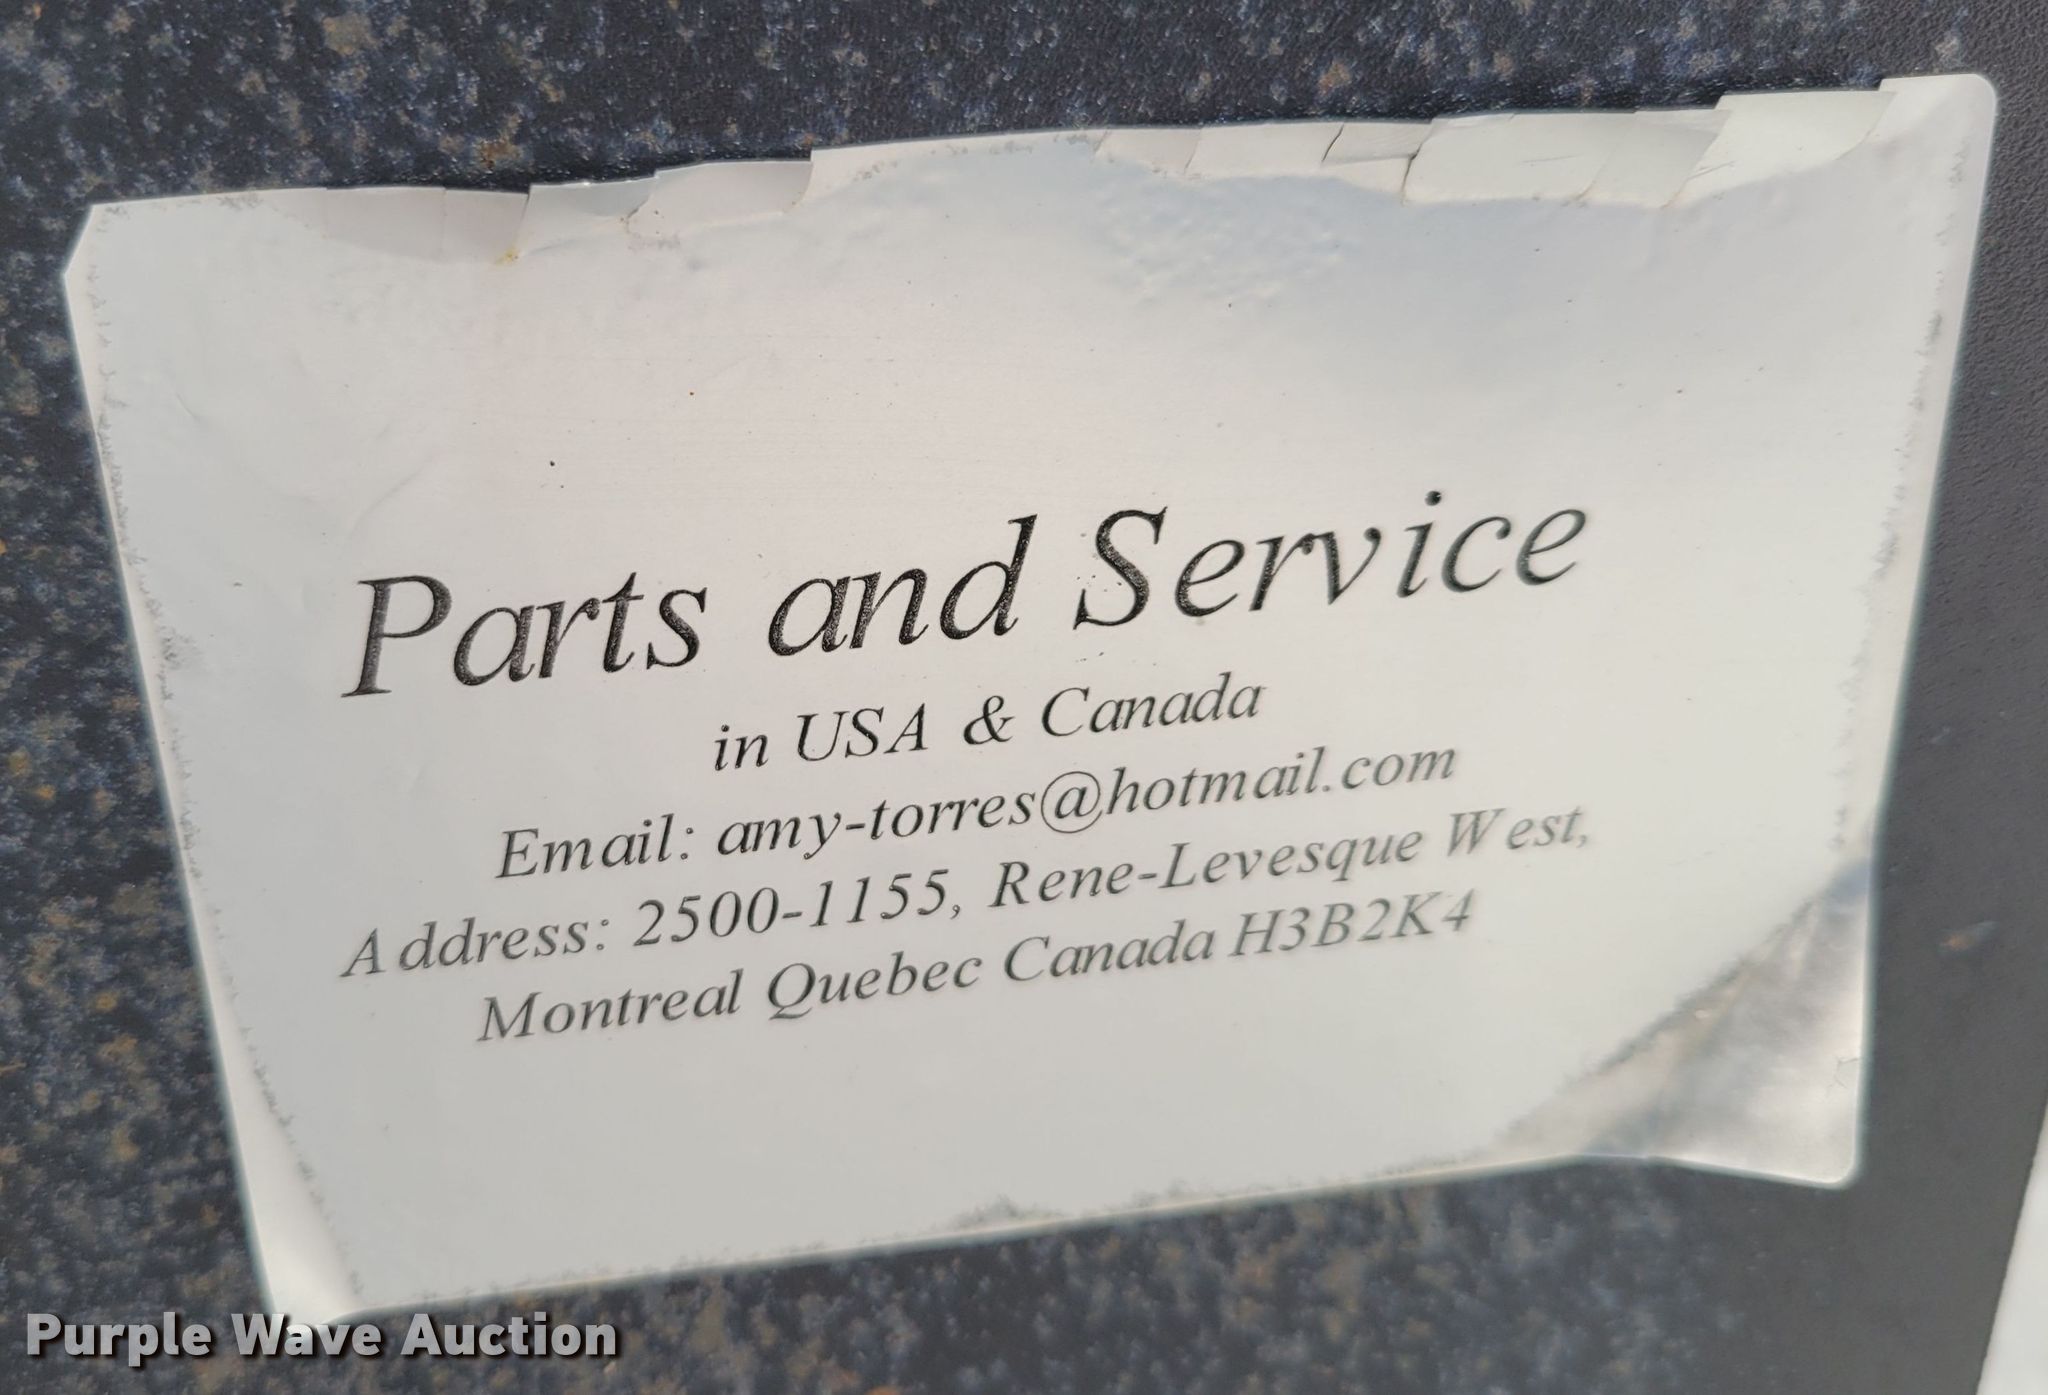 Parts and Service
in USA & Canada
Email: amy-torres@hotmail.com
Address: 2500-1155, Rene-Levesque West,
Montreal Quebec Canada H3B2K4
Purple Wave Auction